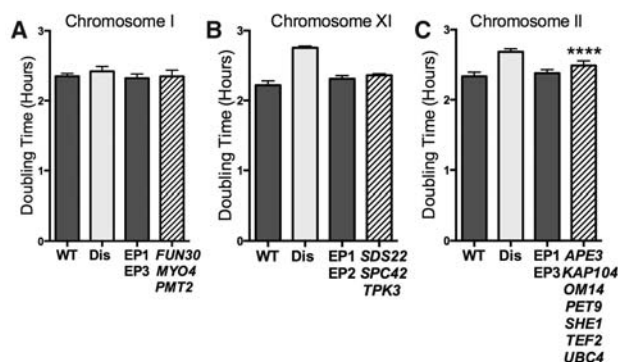 A
Chromosome I
Doubling Time (Hours)
3
2
1
0
WT Dis EP1 FUN30
EP3 MYO4
PMT2
B
Chromosome XI
Doubling Time (Hours)
3
2
1
0
WT Dis EP1 SDS22
EP2 SPC42
TPK3
C
Chromosome II
Doubling Time (Hours)
3
2
1
0
****
WT Dis EP1 APE3
EP3 KAP104
OM14
PET9
SHE1
TEF2
UBC4